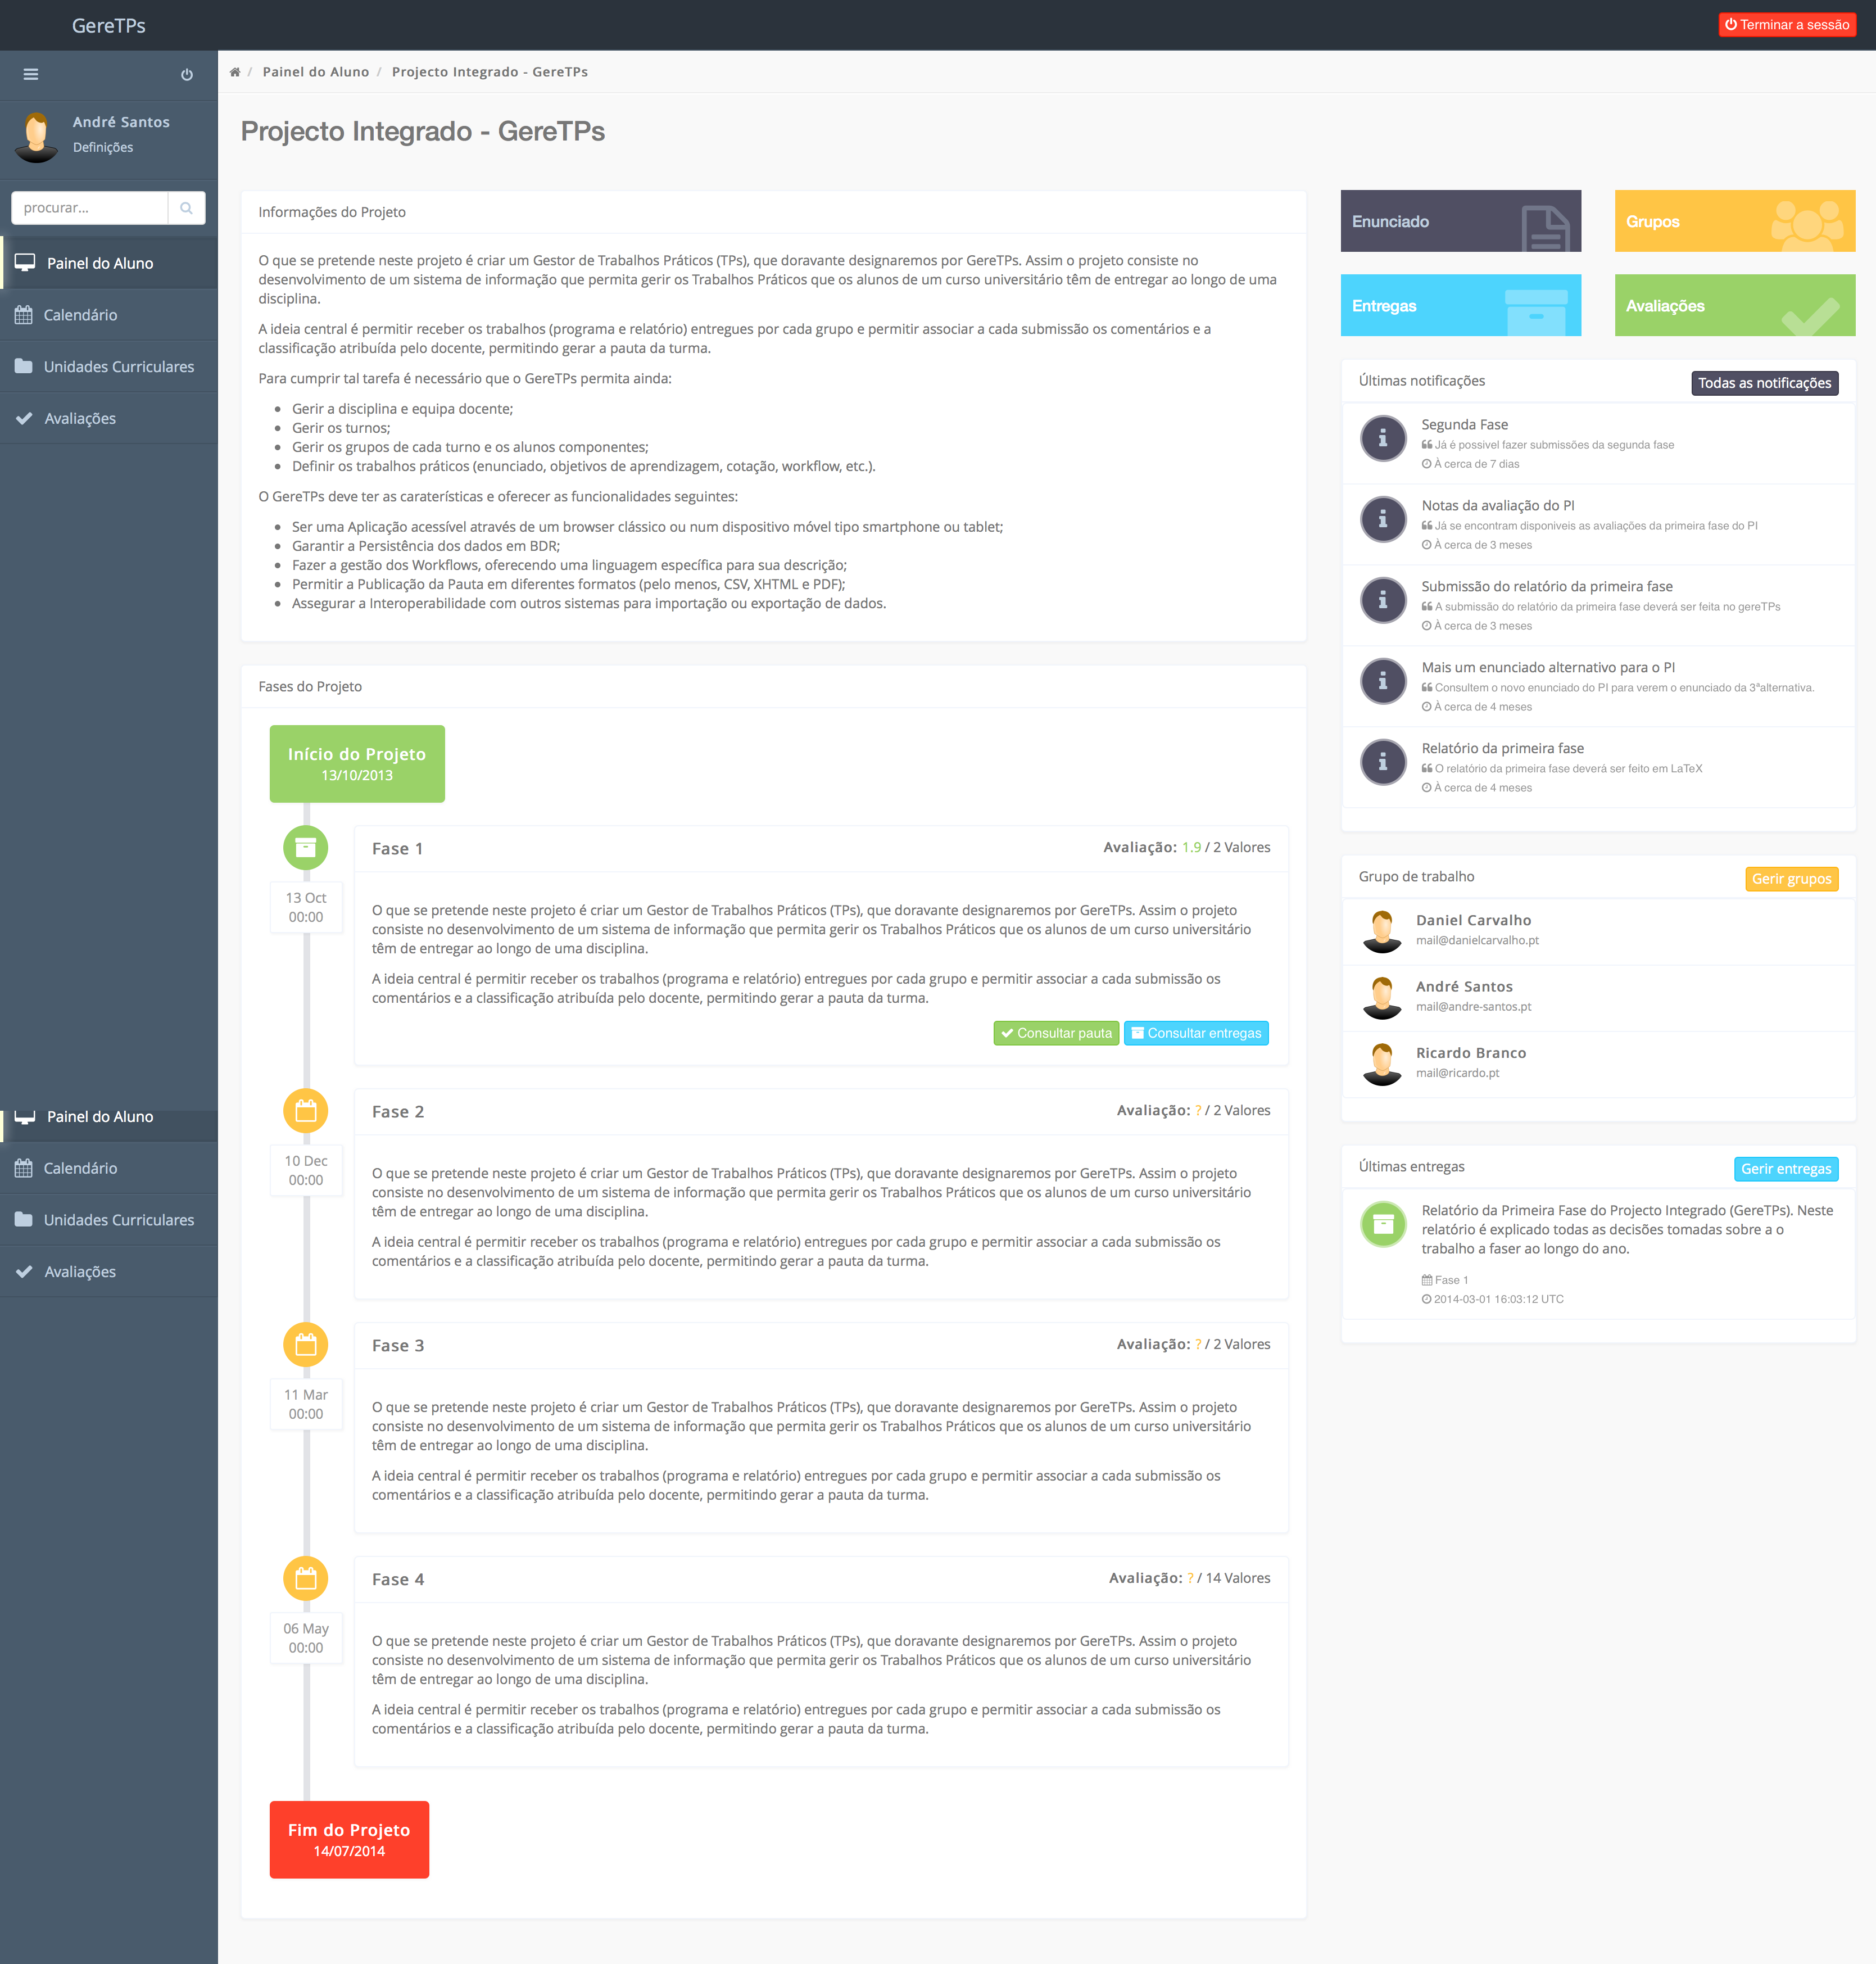 GereTPs
Terminar a sessão
André Santos
Definições
procurar...
Painel do Aluno
Calendário
Unidades Curriculares
Avaliações
Painel do Aluno
Calendário
Unidades Curriculares
Avaliações
/ Painel do Aluno / Projecto Integrado - GereTPs
Projecto Integrado - GereTPs
Informações do Projeto
O que se pretende neste projeto é criar um Gestor de Trabalhos Práticos (TPs), que doravante designaremos por GereTPs. Assim o projeto consiste no
desenvolvimento de um sistema de informação que permita gerir os Trabalhos Práticos que os alunos de um curso universitário têm de entregar ao longo de uma
disciplina.
A ideia central é permitir receber os trabalhos (programa e relatório) entregues por cada grupo e permitir associar a cada submissão os comentários e a
classificação atribuída pelo docente, permitindo gerar a pauta da turma.
Para cumprir tal tarefa é necessário que o GereTPs permita ainda:
• Gerir a disciplina e equipa docente;
• Gerir os turnos;
• Gerir os grupos de cada turno e os alunos componentes;
• Definir os trabalhos práticos (enunciado, objetivos de aprendizagem, cotação, workflow, etc.).
O GereTPs deve ter as caraterísticas e oferecer as funcionalidades seguintes:
• Ser uma Aplicação acessível através de um browser clássico ou num dispositivo móvel tipo smartphone ou tablet;
• Garantir a Persistência dos dados em BDR;
• Fazer a gestão dos Workflows, oferecendo uma linguagem específica para sua descrição;
• Permitir a Publicação da Pauta em diferentes formatos (pelo menos, CSV, XHTML e PDF);
• Assegurar a Interoperabilidade com outros sistemas para importação ou exportação de dados.
Fases do Projeto
Início do Projeto
13/10/2013
13 Oct
00:00
Fase 1
Avaliação: 1.9 / 2 Valores
O que se pretende neste projeto é criar um Gestor de Trabalhos Práticos (TPs), que doravante designaremos por GereTPs. Assim o projeto
consiste no desenvolvimento de um sistema de informação que permita gerir os Trabalhos Práticos que os alunos de um curso universitário
têm de entregar ao longo de uma disciplina.
A ideia central é permitir receber os trabalhos (programa e relatório) entregues por cada grupo e permitir associar a cada submissão os
comentários e a classificação atribuída pelo docente, permitindo gerar a pauta da turma.
Consultar pauta
Consultar entregas
10 Dec
00:00
Fase 2
Avaliação: ? / 2 Valores
O que se pretende neste projeto é criar um Gestor de Trabalhos Práticos (TPs), que doravante designaremos por GereTPs. Assim o projeto
consiste no desenvolvimento de um sistema de informação que permita gerir os Trabalhos Práticos que os alunos de um curso universitário
têm de entregar ao longo de uma disciplina.
A ideia central é permitir receber os trabalhos (programa e relatório) entregues por cada grupo e permitir associar a cada submissão os
comentários e a classificação atribuída pelo docente, permitindo gerar a pauta da turma.
11 Mar
00:00
Fase 3
Avaliação: ? / 2 Valores
O que se pretende neste projeto é criar um Gestor de Trabalhos Práticos (TPs), que doravante designaremos por GereTPs. Assim o projeto
consiste no desenvolvimento de um sistema de informação que permita gerir os Trabalhos Práticos que os alunos de um curso universitário
têm de entregar ao longo de uma disciplina.
A ideia central é permitir receber os trabalhos (programa e relatório) entregues por cada grupo e permitir associar a cada submissão os
comentários e a classificação atribuída pelo docente, permitindo gerar a pauta da turma.
06 May
00:00
Fase 4
Avaliação: ? / 14 Valores
O que se pretende neste projeto é criar um Gestor de Trabalhos Práticos (TPs), que doravante designaremos por GereTPs. Assim o projeto
consiste no desenvolvimento de um sistema de informação que permita gerir os Trabalhos Práticos que os alunos de um curso universitário
têm de entregar ao longo de uma disciplina.
A ideia central é permitir receber os trabalhos (programa e relatório) entregues por cada grupo e permitir associar a cada submissão os
comentários e a classificação atribuída pelo docente, permitindo gerar a pauta da turma.
Fim do Projeto
14/07/2014
Enunciado
Grupos
Entregas
Avaliações
Últimas notificações
Todas as notificações
Segunda Fase
Já é possivel fazer submissões da segunda fase
À cerca de 7 dias
Notas da avaliação do PI
Já se encontram disponiveis as avaliações da primeira fase do PI
À cerca de 3 meses
Submissão do relatório da primeira fase
A submissão do relatório da primeira fase deverá ser feita no gereTPs
À cerca de 3 meses
Mais um enunciado alternativo para o PI
Consultem o novo enunciado do PI para verem o enunciado da 3ªalternativa.
À cerca de 4 meses
Relatório da primeira fase
O relatório da primeira fase deverá ser feito em LaTeX
À cerca de 4 meses
Grupo de trabalho
Gerir grupos
Daniel Carvalho
mail@danielcarvalho.pt
André Santos
mail@andre-santos.pt
Ricardo Branco
mail@ricardo.pt
Últimas entregas
Gerir entregas
Relatório da Primeira Fase do Projecto Integrado (GereTPs). Neste
relatório é explicado todas as decisões tomadas sobre a o
trabalho a faser ao longo do ano.
Fase 1
2014-03-01 16:03:12 UTC